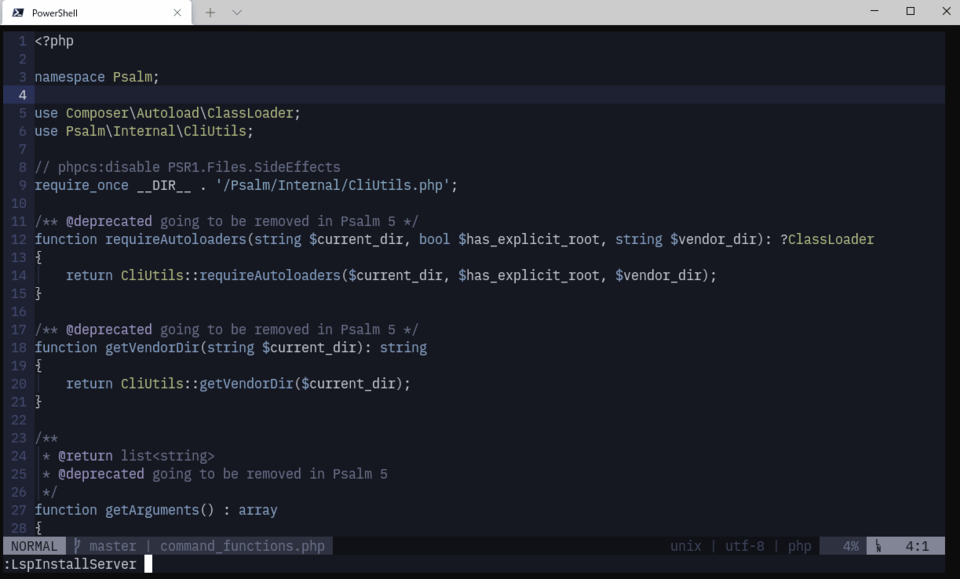 PowerShell
1 <?php
2
3 namespace Psalm;
4
5 use Composer\Autoload\ClassLoader;
6 use Psalm\Internal\CliUtils;
7
8 // phpcs:disable PSR1.Files.SideEffects
9 require_once __DIR__ . '/Psalm/Internal/CliUtils.php';
10
11 /** @deprecated going to be removed in Psalm 5 */
12 function requireAutoloaders(string $current_dir, bool $has_explicit_root, string $vendor_dir): ?ClassLoader
13 {
14     return CliUtils::requireAutoloaders($current_dir, $has_explicit_root, $vendor_dir);
15 }
16
17 /** @deprecated going to be removed in Psalm 5 */
18 function getVendorDir(string $current_dir): string
19 {
20     return CliUtils::getVendorDir($current_dir);
21 }
22
23 /**
24  * @return list<string>
25  * @deprecated going to be removed in Psalm 5
26  */
27 function getArguments() : array
28 {
NORMAL master | command_functions.php unix | utf-8 | php 4% 4:1
:LspInstallServer